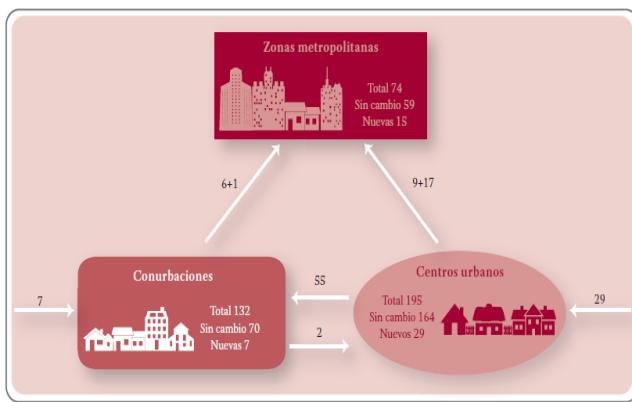 Zonas metropolitanas
Total 74
Sin cambio 59
Nuevas 15
6+1
9+17
Conurbaciones
Total 132
Sin cambio 70
Nuevas 7
7
55
2
Centros urbanos
Total 195
Sin cambio 164
Nuevos 29
29